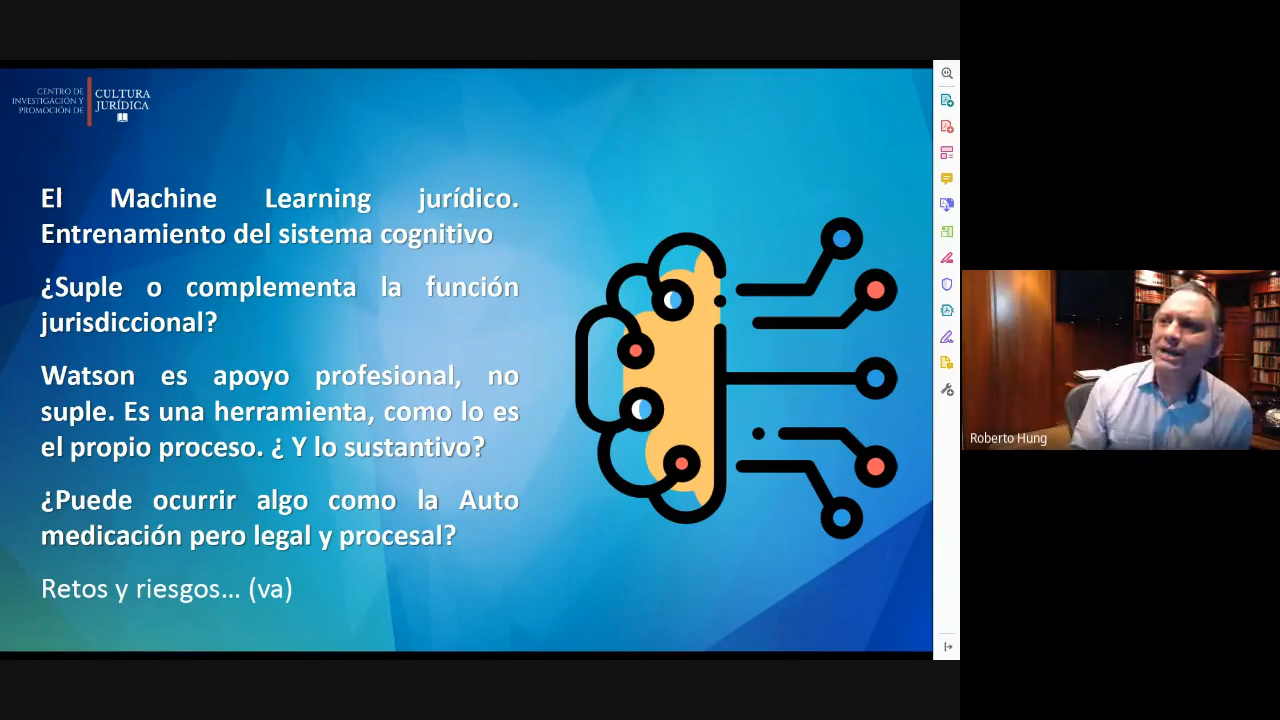 CENTRO DE
INVESTIGACIÓN Y
PROMOCIÓN DE
CULTURA
JURÍDICA
El Machine Learning jurídico.
Entrenamiento del sistema cognitivo
¿Suple o complementa la función
jurisdiccional?
Watson es apoyo profesional, no
suple. Es una herramienta, como lo es
el propio proceso. ¿ Y lo sustantivo?
¿Puede ocurrir algo como la Auto
medicación pero legal y procesal?
Retos y riesgos... (va)
Roberto Hung